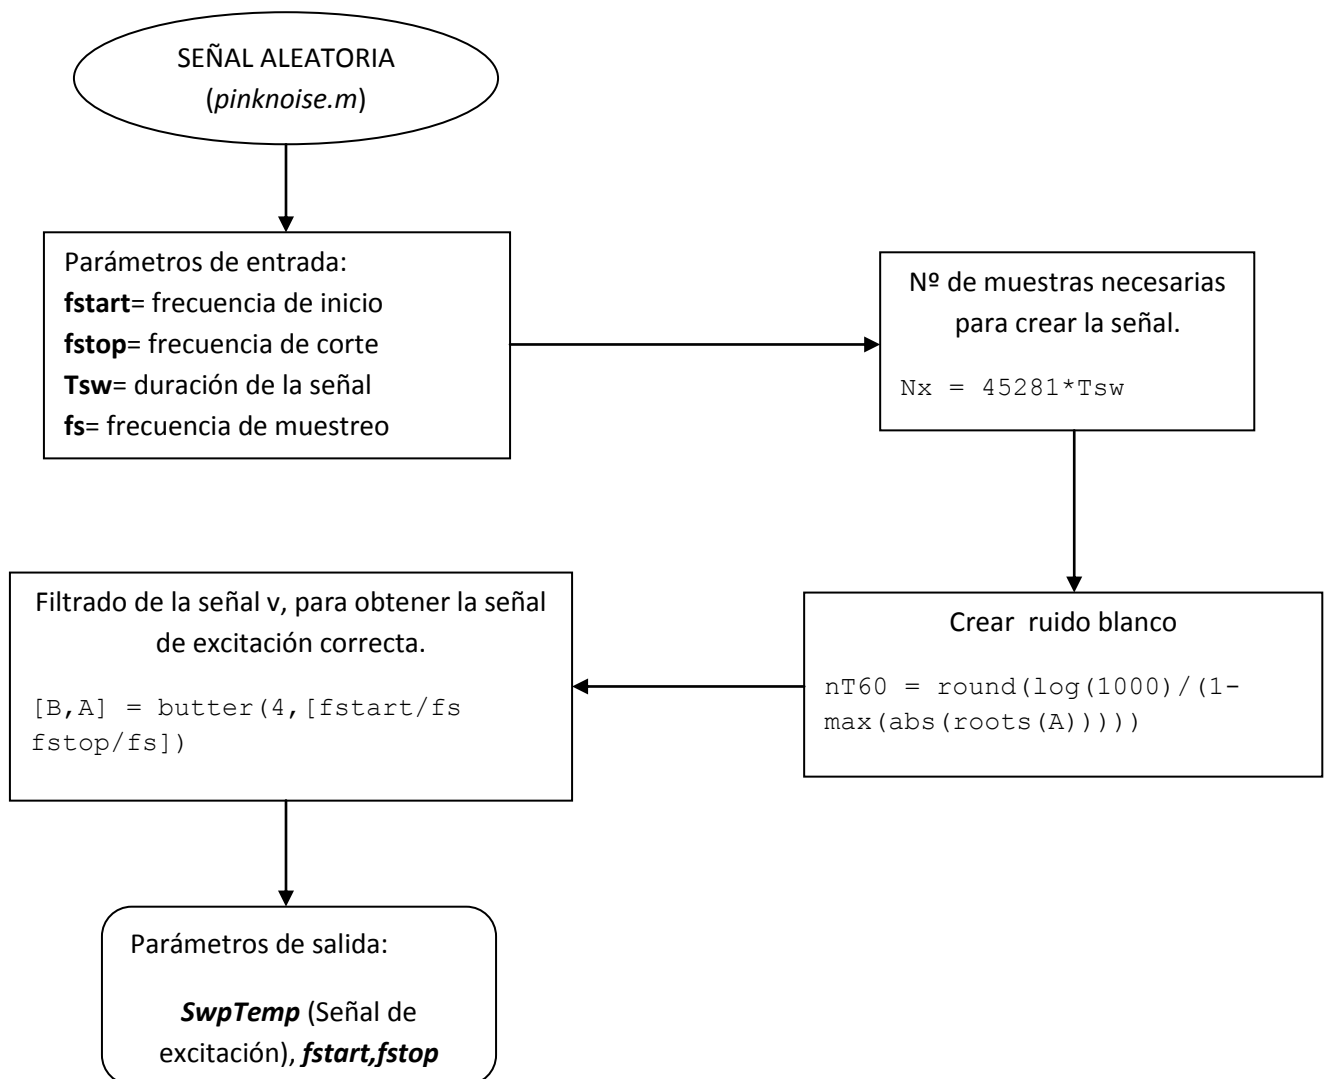 SEÑAL ALEATORIA
(pinknoise.m)
Parámetros de entrada:
fstart= frecuencia de inicio
fstop= frecuencia de corte
Tsw= duración de la señal
fs= frecuencia de muestreo
Nº de muestras necesarias
para crear la señal.
Nx = 45281*Tsw
Crear  ruido blanco
nT60 = round(log(1000)/(1-
max(abs(roots(A)))))
Filtrado de la señal v, para obtener la señal
de excitación correcta.
[B,A] = butter(4,[fstart/fs
fstop/fs])
Parámetros de salida:
SwpTemp (Señal de
excitación), fstart,fstop